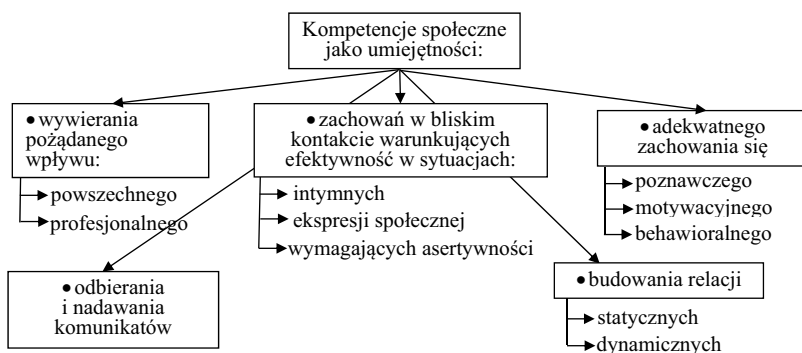 Kompetencje społeczne
jako umiejętności:
● wywierania
pożądanego
wpływu:
powszechnego
profesjonalnego
● zachowań w bliskim
kontakcie warunkujących
efektywność w sytuacjach:
intymnych
ekspresji społecznej
wymagających asertywności
● adekwatnego
zachowania się
poznawczego
motywacyjnego
behawioralnego
● odbierania
i nadawania
komunikatów
● budowania relacji
statycznych
dynamicznych